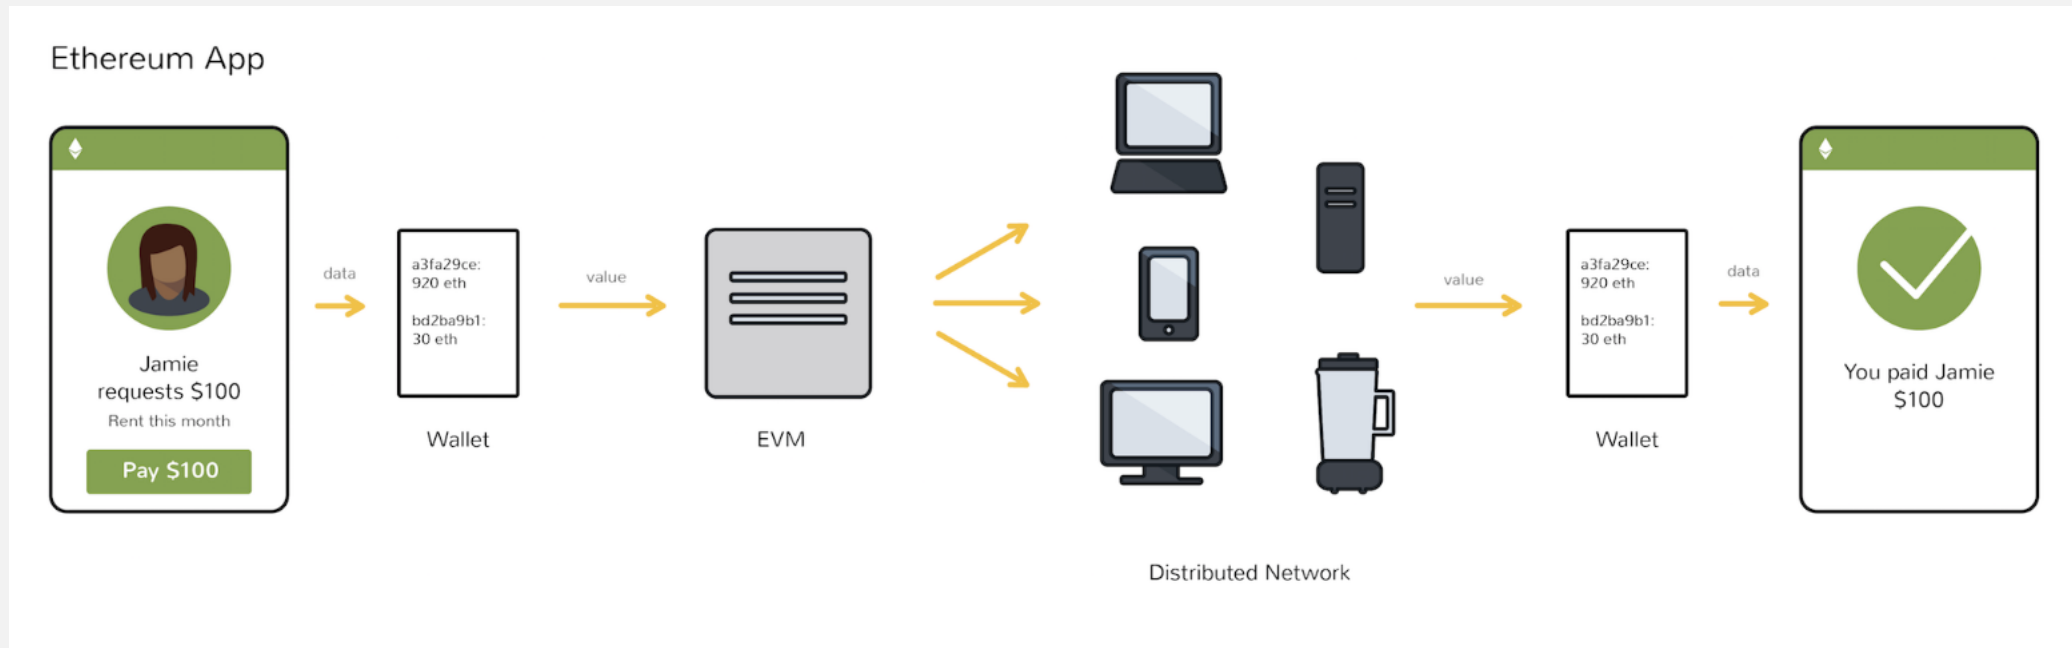 Ethereum App
Jamie
requests $100
Rent this month
Pay $100
data
a3fa29ce:
920 eth
bd2ba9b1:
30 eth
Wallet
value
EVM
Distributed Network
value
a3fa29ce:
920 eth
bd2ba9b1:
30 eth
Wallet
data
You paid Jamie
$100